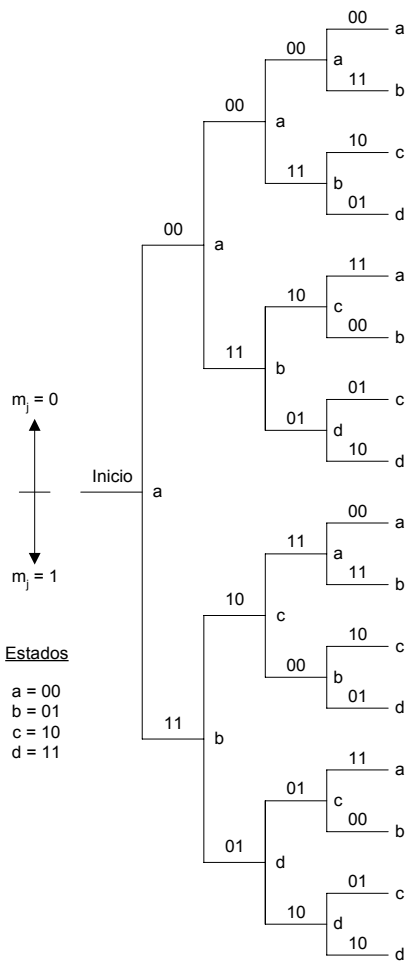 00 a
00
a
11 b
00
a
10 c
11
b
01 d
00
a
11 a
10
c
00 b
11
b
01 c
01
d
10 d
m_j = 0
Inicio
a
m_j = 1
00 a
11
a
11 b
10
c
10 c
00
b
01 d
Estados
a = 00
b = 01
c = 10
d = 11
11
b
11 a
01
c
00 b
01
d
01 c
10
d
10 d